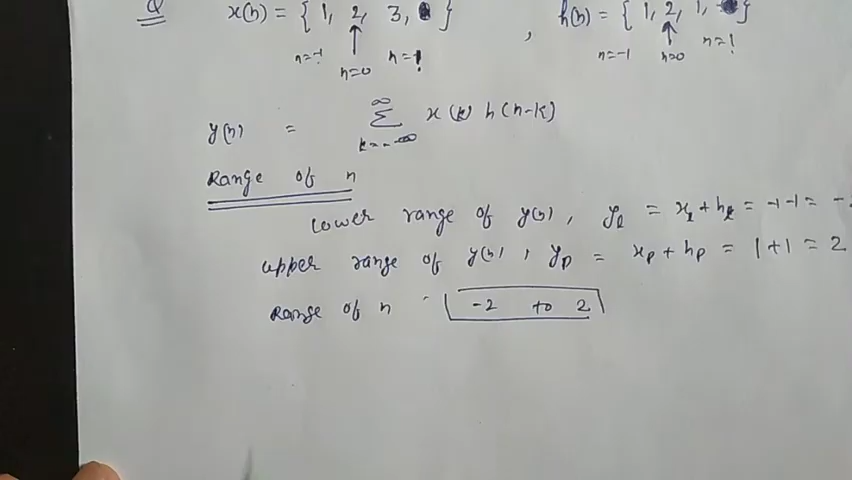 Q x(n) = { 1, 2, 3, } , h(n) = { 1, 2, 1, }
n=-1 n=0 n=1 n=-1 n=0 n=1
y(n) = ∞ Σ k=-∞ x(k) h(n-k)
Range of n
lower range of y(n), yl = xl + hl = -1-1 = -
upper range of y(n), yp = xp + hp = 1+1 = 2
Range of n -2 to 2